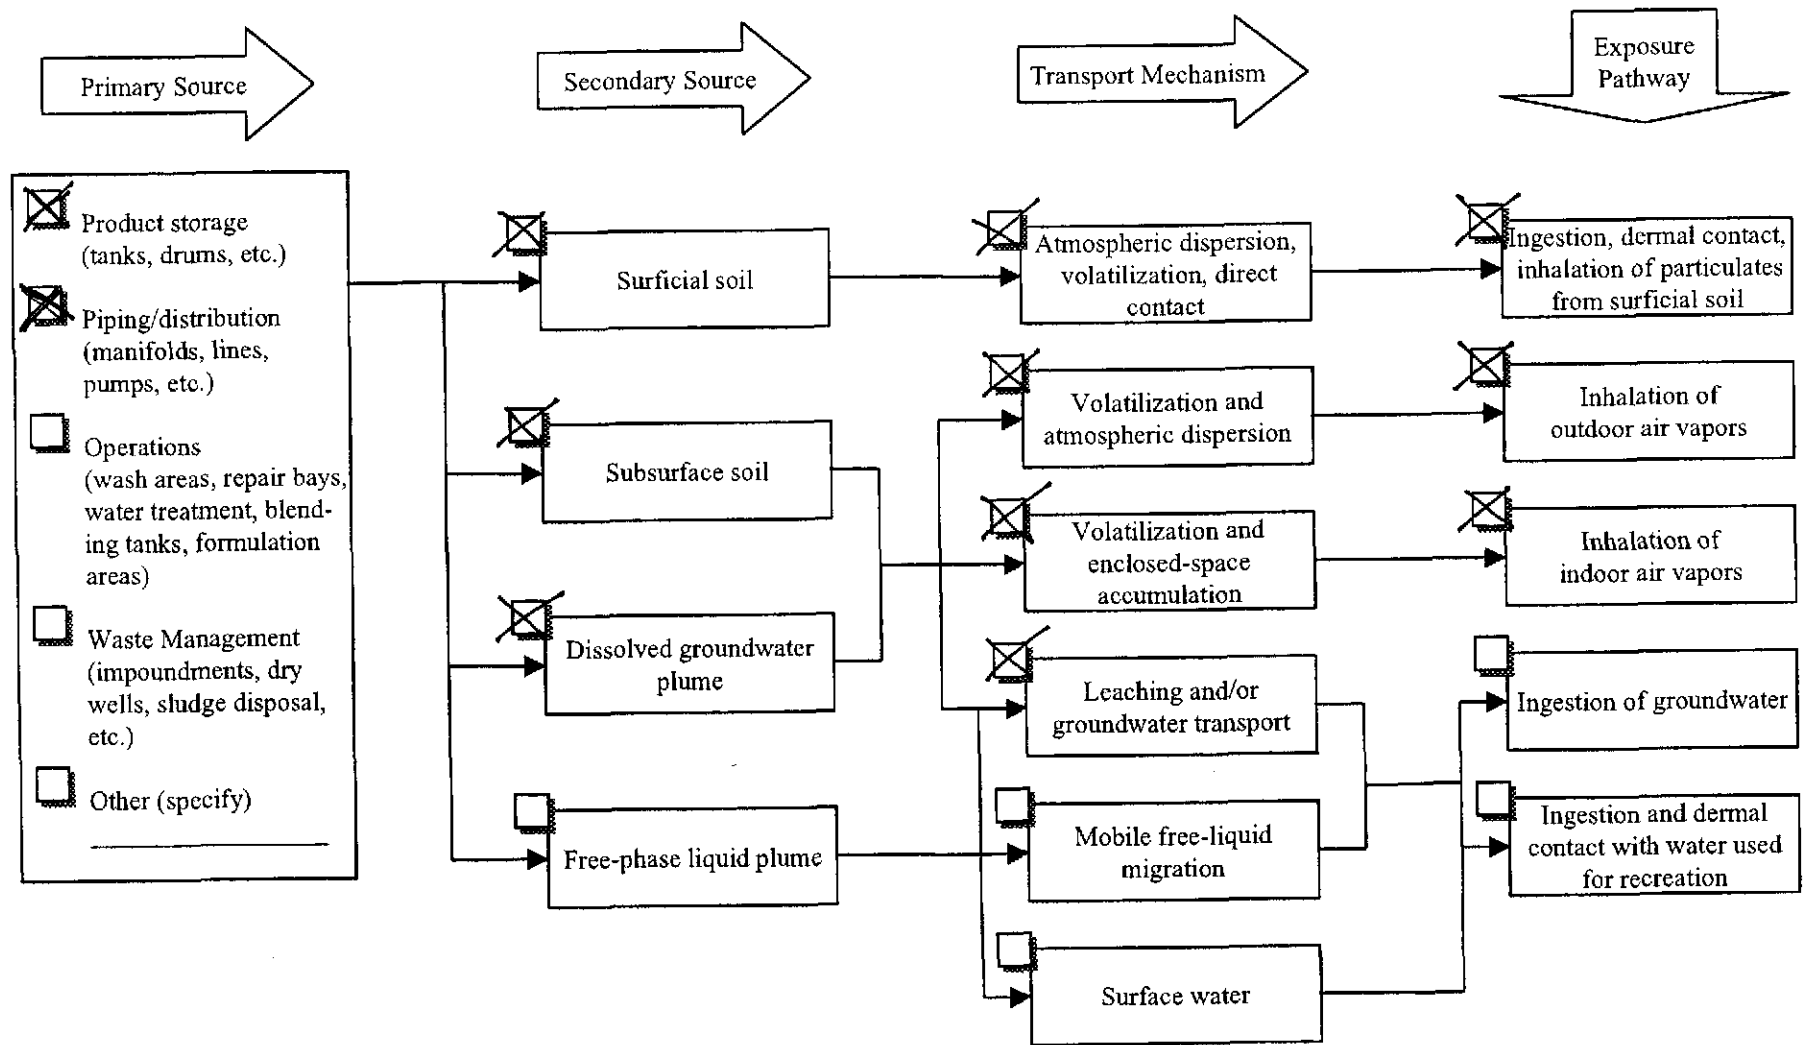 Primary Source
Secondary Source
Transport Mechanism
Exposure
Pathway
Product storage
(tanks, drums, etc.)
Piping/distribution
(manifolds, lines,
pumps, etc.)
Operations
(wash areas, repair bays,
water treatment, blend-
ing tanks, formulation
areas)
Waste Management
(impoundments, dry
wells, sludge disposal,
etc.)
Other (specify)
Surficial soil
Subsurface soil
Dissolved groundwater
plume
Free-phase liquid plume
Atmospheric dispersion,
volatilization, direct
contact
Volatilization and
atmospheric dispersion
Volatilization and
enclosed-space
accumulation
Leaching and/or
groundwater transport
Mobile free-liquid
migration
Surface water
Ingestion, dermal contact,
inhalation of particulates
from surficial soil
Inhalation of
outdoor air vapors
Inhalation of
indoor air vapors
Ingestion of groundwater
Ingestion and dermal
contact with water used
for recreation